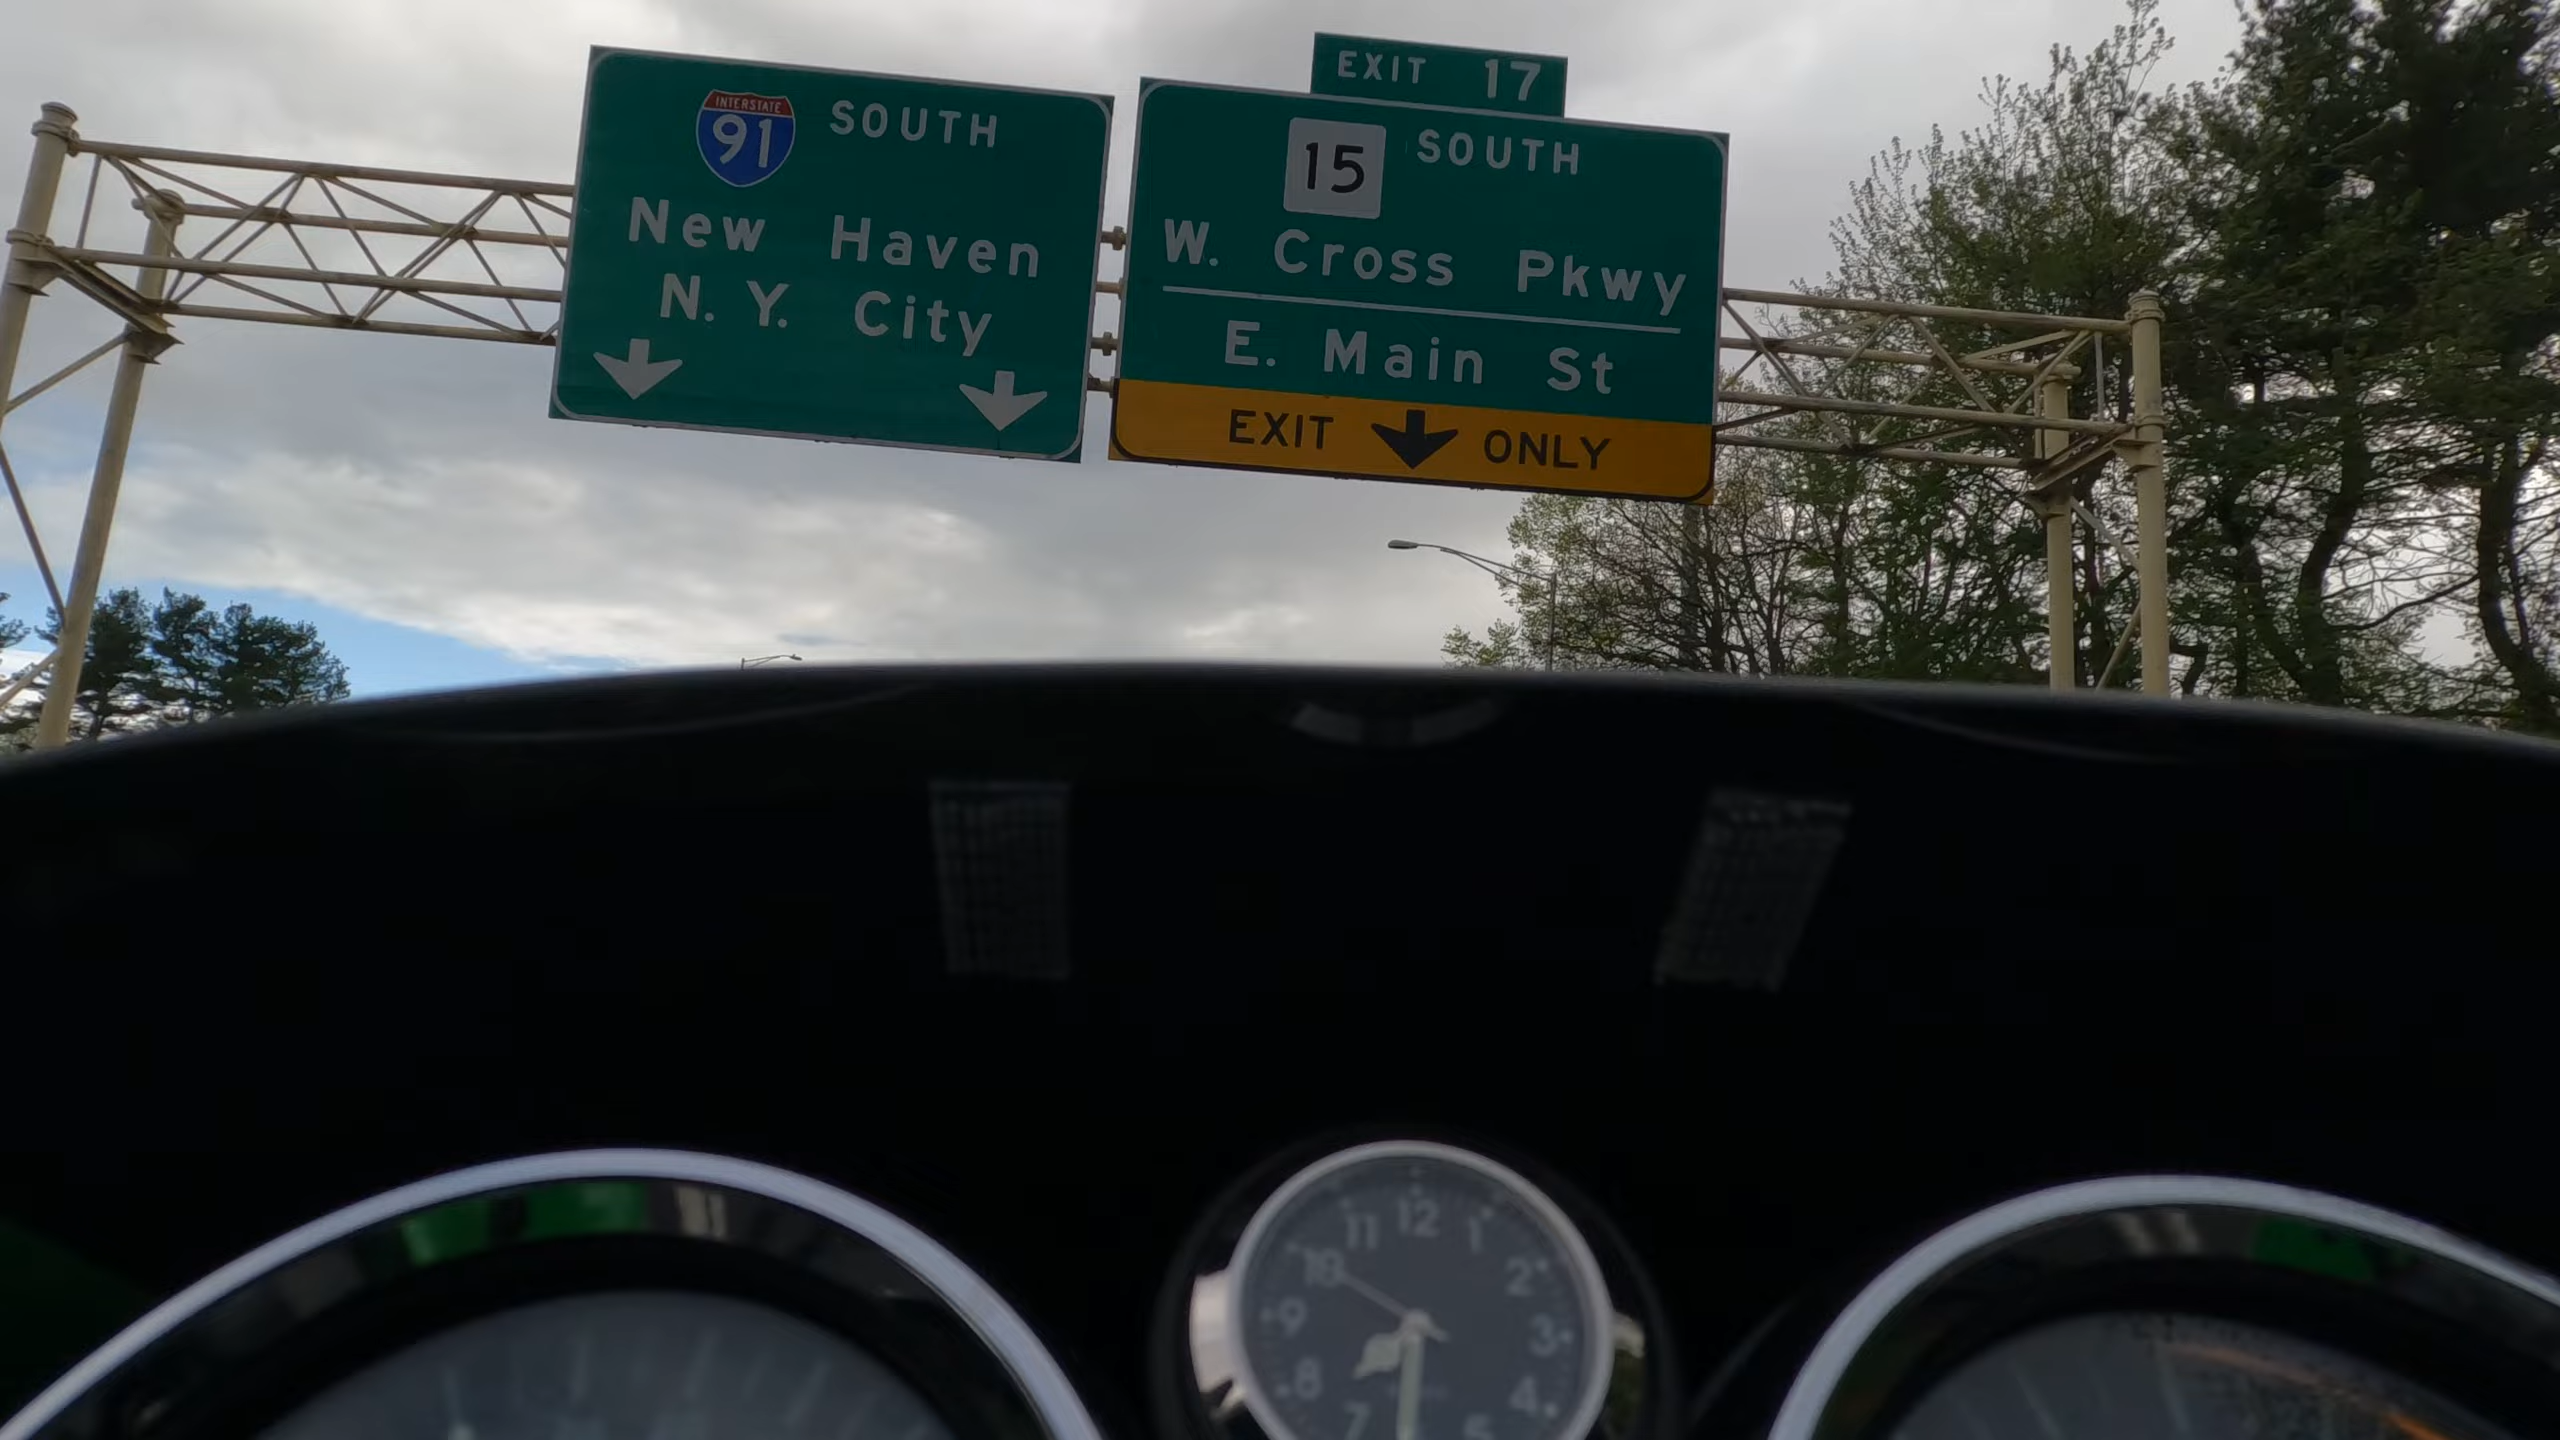 INTERSTATE
91 SOUTH
New Haven
N. Y. City
EXIT 17
15 SOUTH
W. Cross Pkwy
E. Main St
EXIT ONLY
12
11 1
10 2
9 3
8 4
7 5